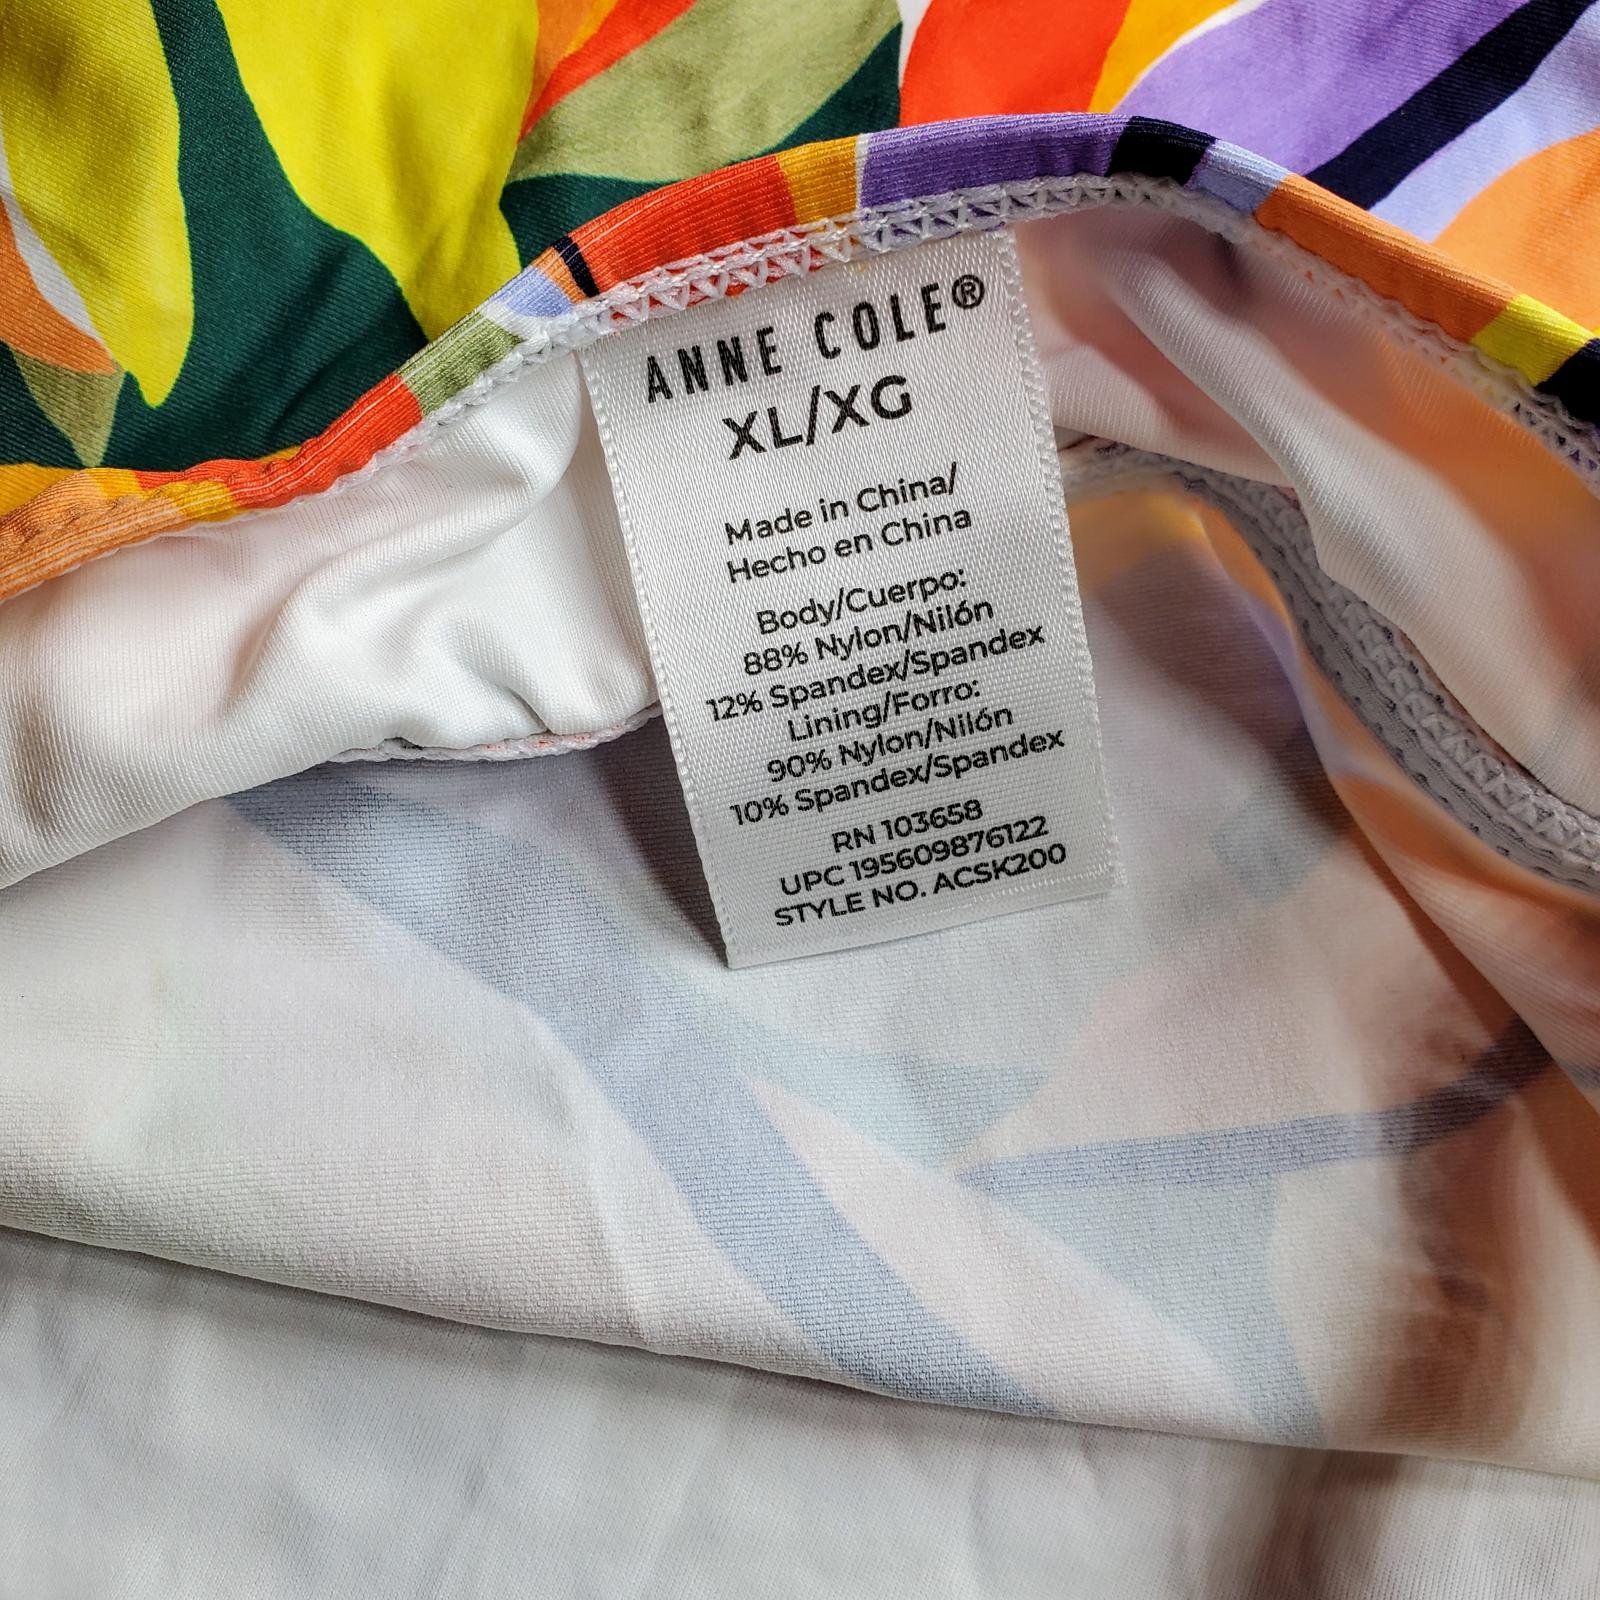 ANNE COLE®
XL/XG
Made in China/
Hecho en China
Body/Cuerpo:
88% Nylon/Nilón
12% Spandex/Spandex
Lining/Forro:
90% Nylon/Nilón
10% Spandex/Spandex
RN 103658
UPC 195609876122
STYLE NO. ACSK200